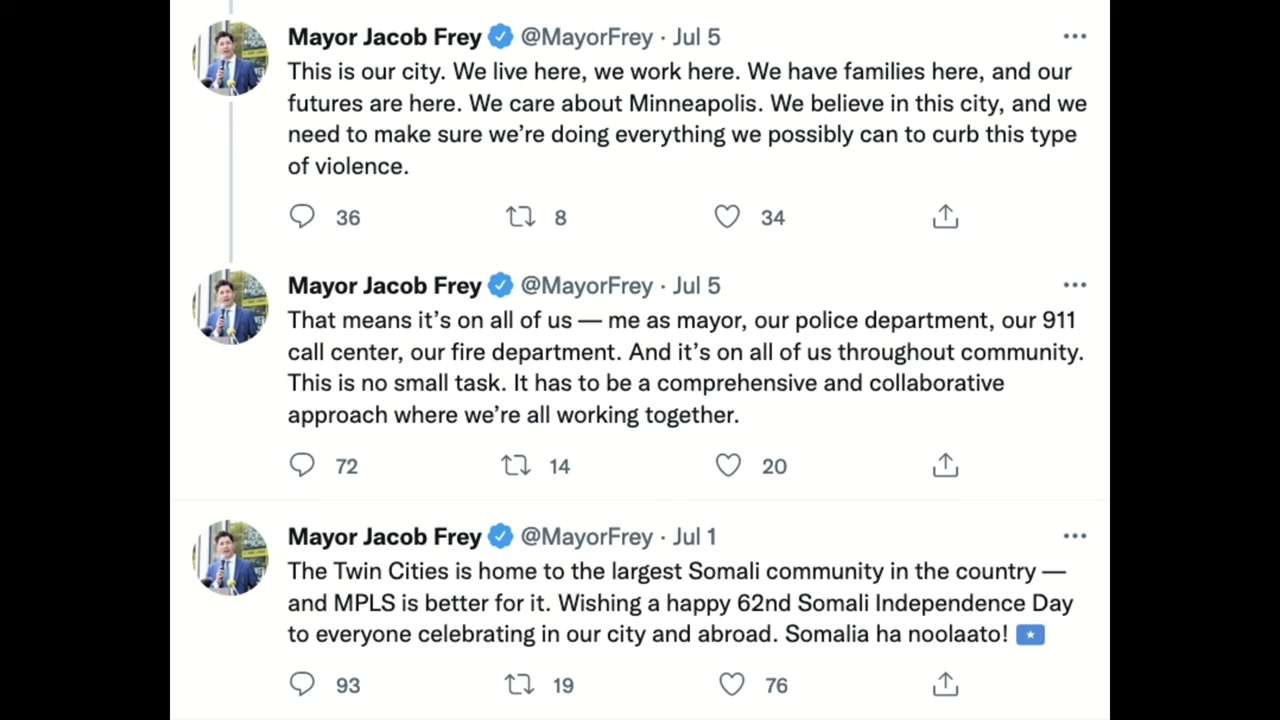 Mayor Jacob Frey @MayorFrey · Jul 5
This is our city. We live here, we work here. We have families here, and our
futures are here. We care about Minneapolis. We believe in this city, and we
need to make sure we’re doing everything we possibly can to curb this type
of violence.
36 8 34
Mayor Jacob Frey @MayorFrey · Jul 5
That means it’s on all of us — me as mayor, our police department, our 911
call center, our fire department. And it’s on all of us throughout community.
This is no small task. It has to be a comprehensive and collaborative
approach where we’re all working together.
72 14 20
Mayor Jacob Frey @MayorFrey · Jul 1
The Twin Cities is home to the largest Somali community in the country —
and MPLS is better for it. Wishing a happy 62nd Somali Independence Day
to everyone celebrating in our city and abroad. Somalia ha noolaato! 🇸🇴
93 19 76